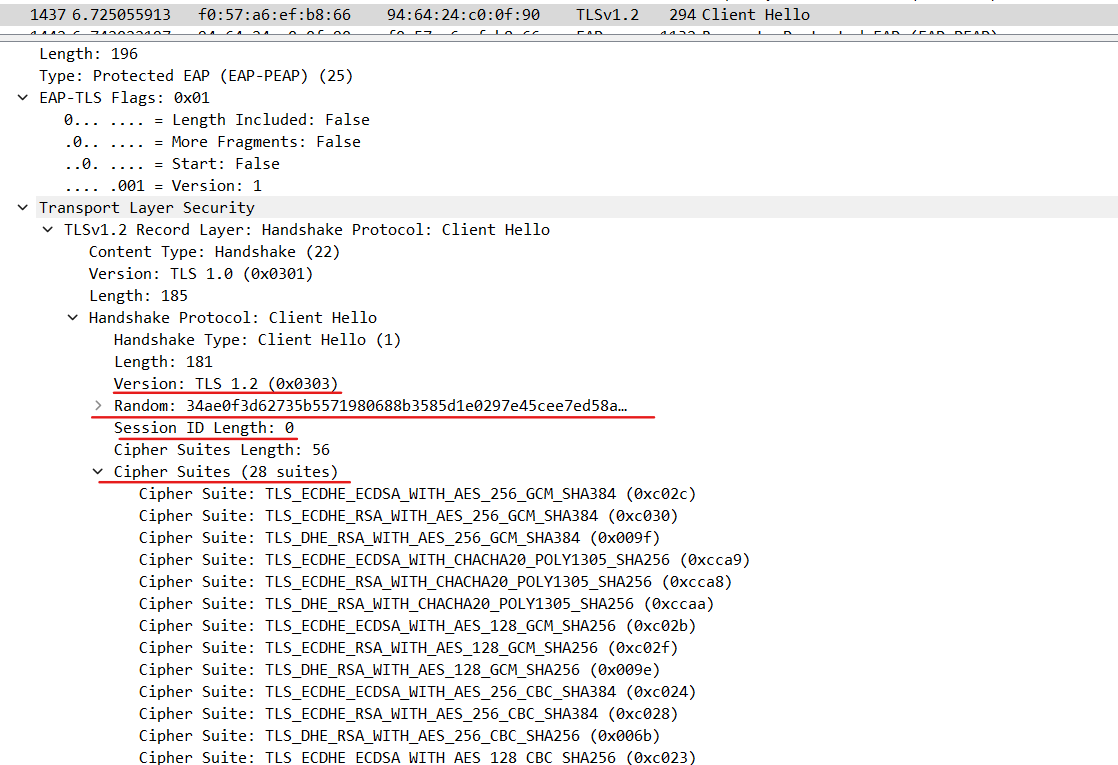 1437 6.725055913 f0:57:a6:ef:b8:66 94:64:24:c0:0f:90 TLSv1.2 294 Client Hello
Length: 196
Type: Protected EAP (EAP-PEAP) (25)
EAP-TLS Flags: 0x01
0... .... = Length Included: False
.0.. .... = More Fragments: False
..0. .... = Start: False
.... .001 = Version: 1
Transport Layer Security
TLSv1.2 Record Layer: Handshake Protocol: Client Hello
Content Type: Handshake (22)
Version: TLS 1.0 (0x0301)
Length: 185
Handshake Protocol: Client Hello
Handshake Type: Client Hello (1)
Length: 181
Version: TLS 1.2 (0x0303)
Random: 34ae0f3d62735b5571980688b3585d1e0297e45cee7ed58a…
Session ID Length: 0
Cipher Suites Length: 56
Cipher Suites (28 suites)
Cipher Suite: TLS_ECDHE_ECDSA_WITH_AES_256_GCM_SHA384 (0xc02c)
Cipher Suite: TLS_ECDHE_RSA_WITH_AES_256_GCM_SHA384 (0xc030)
Cipher Suite: TLS_DHE_RSA_WITH_AES_256_GCM_SHA384 (0x009f)
Cipher Suite: TLS_ECDHE_ECDSA_WITH_CHACHA20_POLY1305_SHA256 (0xcca9)
Cipher Suite: TLS_ECDHE_RSA_WITH_CHACHA20_POLY1305_SHA256 (0xcca8)
Cipher Suite: TLS_DHE_RSA_WITH_CHACHA20_POLY1305_SHA256 (0xccaa)
Cipher Suite: TLS_ECDHE_ECDSA_WITH_AES_128_GCM_SHA256 (0xc02b)
Cipher Suite: TLS_ECDHE_RSA_WITH_AES_128_GCM_SHA256 (0xc02f)
Cipher Suite: TLS_DHE_RSA_WITH_AES_128_GCM_SHA256 (0x009e)
Cipher Suite: TLS_ECDHE_ECDSA_WITH_AES_256_CBC_SHA384 (0xc024)
Cipher Suite: TLS_ECDHE_RSA_WITH_AES_256_CBC_SHA384 (0xc028)
Cipher Suite: TLS_DHE_RSA_WITH_AES_256_CBC_SHA256 (0x006b)
Cipher Suite: TLS_ECDHE_ECDSA_WITH_AES_128_CBC_SHA256 (0xc023)